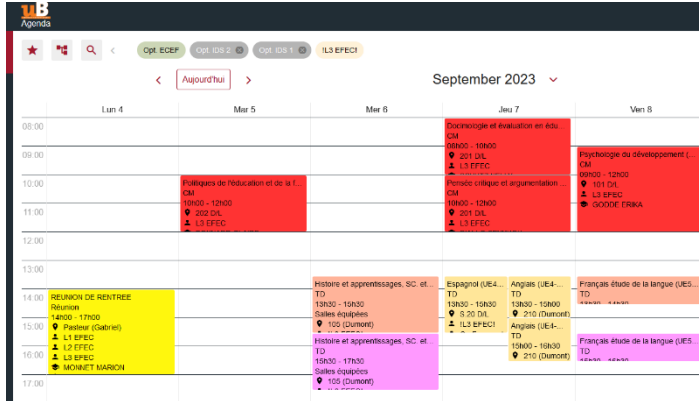 uB
Agenda
Opt. ECEF
Opt. IDS 2
Opt. IDS 1
!L3 EFEC!
Aujourd'hui
September 2023
Lun 4
Mar 5
Mer 6
Jeu 7
Ven 8
08:00
09:00
10:00
11:00
12:00
13:00
14:00
15:00
16:00
17:00
REUNION DE RENTREE
Réunion
14h00 - 17h00
Pasteur (Gabriel)
L1 EFEC
L2 EFEC
L3 EFEC
MONNET MARION
Politiques de l'éducation et de la f...
CM
10h00 - 12h00
202 D/L
L3 EFEC
Histoire et apprentissages, SC. et...
TD
13h30 - 15h30
Salles équipées
105 (Dumont)
Histoire et apprentissages, SC. et...
TD
15h30 - 17h30
Salles équipées
105 (Dumont)
Docimologie et évaluation en édu...
CM
08h00 - 10h00
201 D/L
L3 EFEC
Pensée critique et argumentation ...
CM
10h00 - 12h00
201 D/L
L3 EFEC
Espagnol (UE4...
TD
13h30 - 15h30
S.20 D/L
!L3 EFEC!
Anglais (UE4-...
TD
13h30 - 15h00
210 (Dumont)
Anglais (UE4-...
TD
15h00 - 16h30
210 (Dumont)
Psychologie du développement (...
CM
09h00 - 12h00
101 D/L
L3 EFEC
GODDE ERIKA
Français étude de la langue (UE5...
TD
Français étude de la langue (UE5...
TD